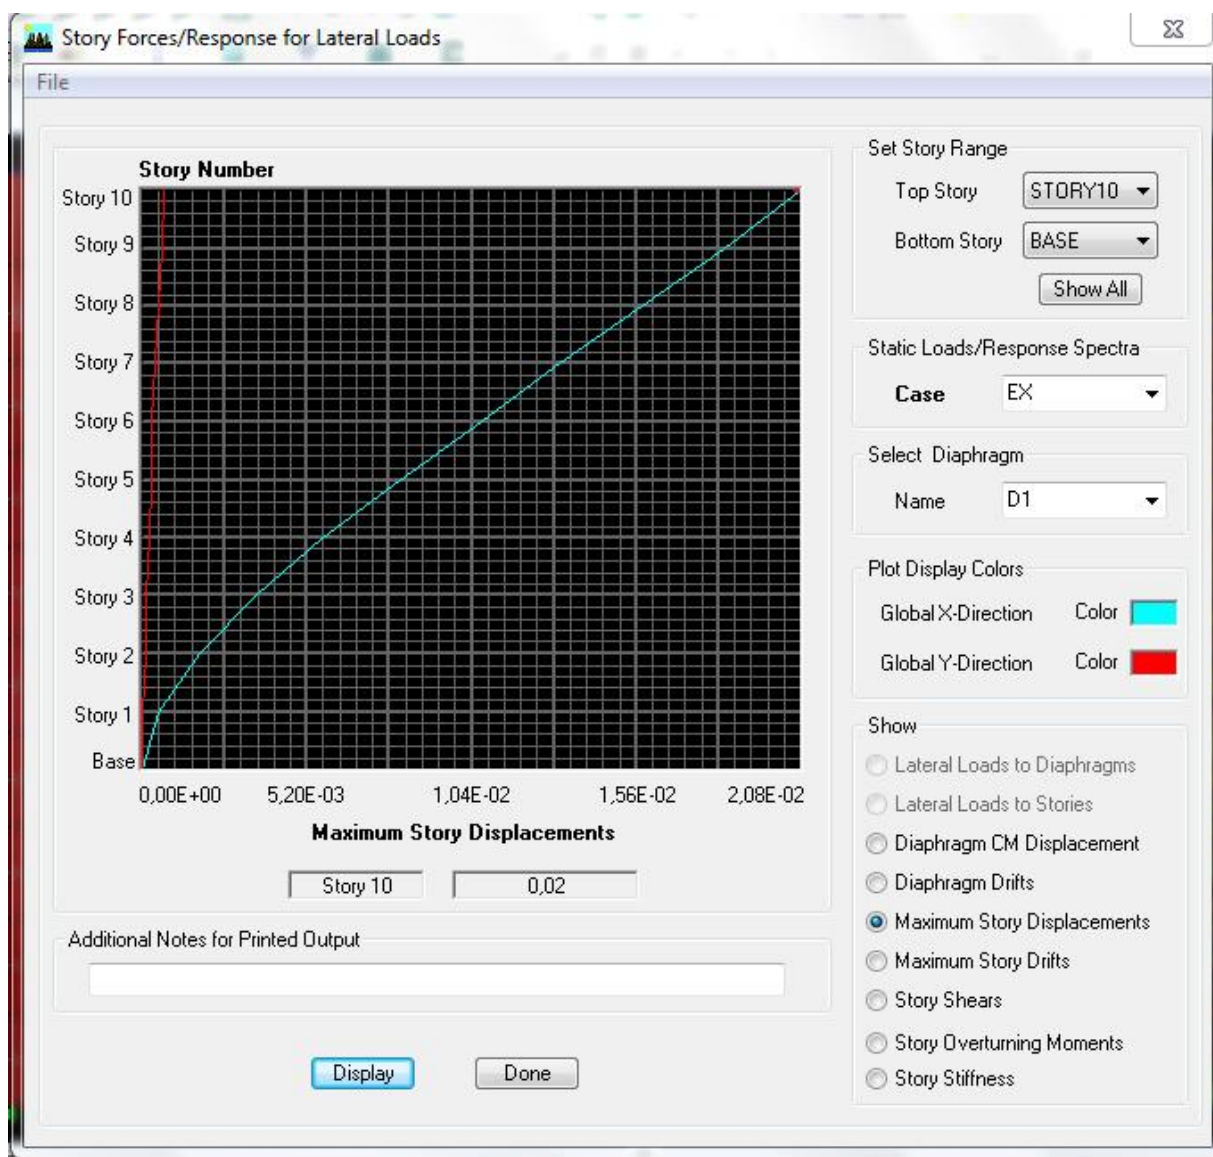 Story Forces/Response for Lateral Loads
File
Story Number
Story 10
Story 9
Story 8
Story 7
Story 6
Story 5
Story 4
Story 3
Story 2
Story 1
Base
0,00E+00 5,20E-03 1,04E-02 1,56E-02 2,08E-02
Maximum Story Displacements
Story 10 0,02
Additional Notes for Printed Output
Display Done
Set Story Range
Top Story STORY10
Bottom Story BASE
Show All
Static Loads/Response Spectra
Case EX
Select Diaphragm
Name D1
Plot Display Colors
Global X-Direction Color
Global Y-Direction Color
Show
Lateral Loads to Diaphragms
Lateral Loads to Stories
Diaphragm CM Displacement
Diaphragm Drifts
Maximum Story Displacements
Maximum Story Drifts
Story Shears
Story Overturning Moments
Story Stiffness